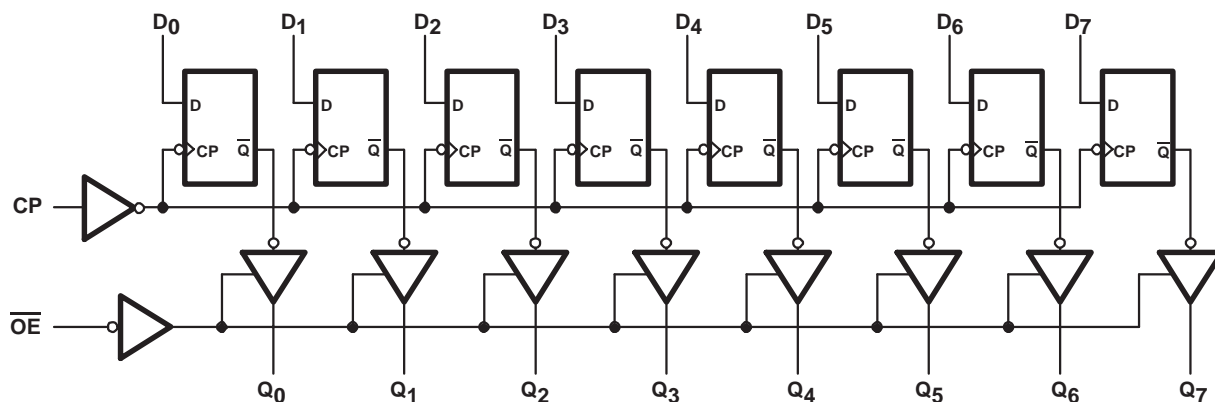 D0 D1 D2 D3 D4 D5 D6 D7
D D D D D D D D
CP Q̅ CP Q̅ CP Q̅ CP Q̅ CP Q̅ CP Q̅ CP Q̅ CP Q̅
CP
O̅E̅
Q0 Q1 Q2 Q3 Q4 Q5 Q6 Q7